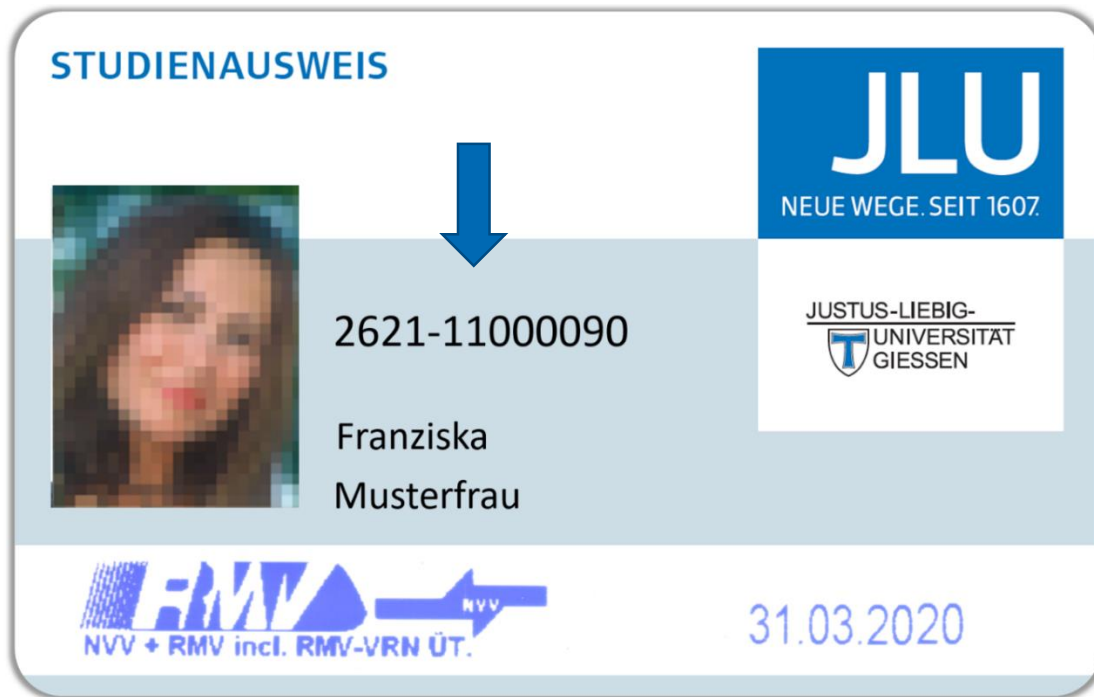 STUDIENAUSWEIS
JLU
NEUE WEGE. SEIT 1607.
2621-11000090
JUSTUS-LIEBIG-
UNIVERSITÄT
GIESSEN
Franziska
Musterfrau
RMV
NVV
NVV + RMV incl. RMV-VRN ÜT.
31.03.2020